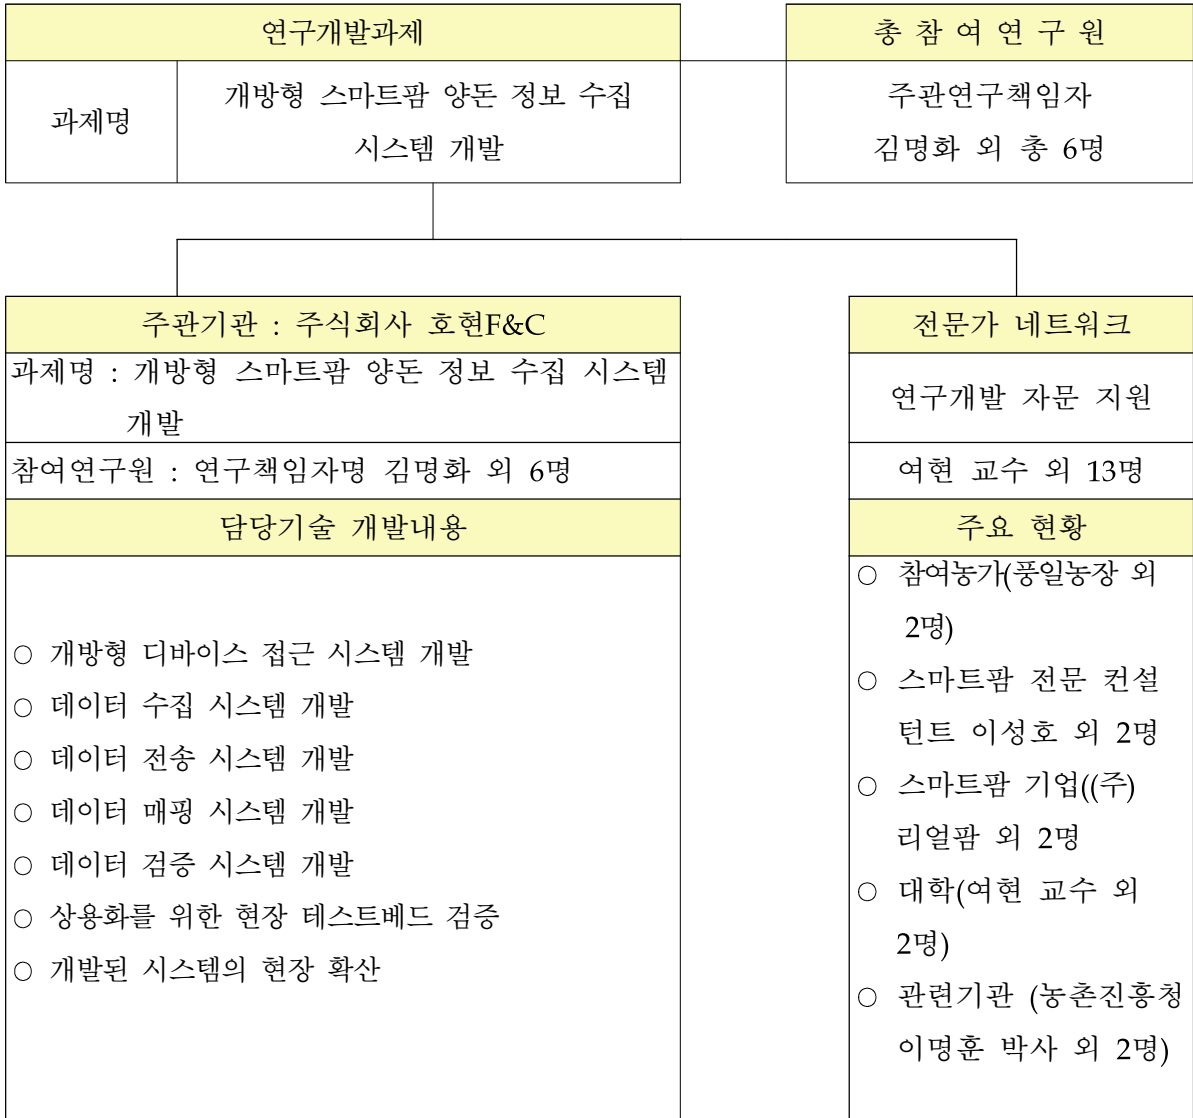 연구개발과제
총 참 여 연 구 원
과제명
개방형 스마트팜 양돈 정보 수집
시스템 개발
주관연구책임자
김명화 외 총 6명
주관기관 : 주식회사 호현F&C
과제명 : 개방형 스마트팜 양돈 정보 수집 시스템
개발
참여연구원 : 연구책임자명 김명화 외 6명
담당기술 개발내용
○ 개방형 디바이스 접근 시스템 개발
○ 데이터 수집 시스템 개발
○ 데이터 전송 시스템 개발
○ 데이터 매핑 시스템 개발
○ 데이터 검증 시스템 개발
○ 상용화를 위한 현장 테스트베드 검증
○ 개발된 시스템의 현장 확산
전문가 네트워크
연구개발 자문 지원
여현 교수 외 13명
주요 현황
○ 참여농가(풍일농장 외
2명)
○ 스마트팜 전문 컨설
턴트 이성호 외 2명
○ 스마트팜 기업((주)
리얼팜 외 2명
○ 대학(여현 교수 외
2명)
○ 관련기관 (농촌진흥청
이명훈 박사 외 2명)